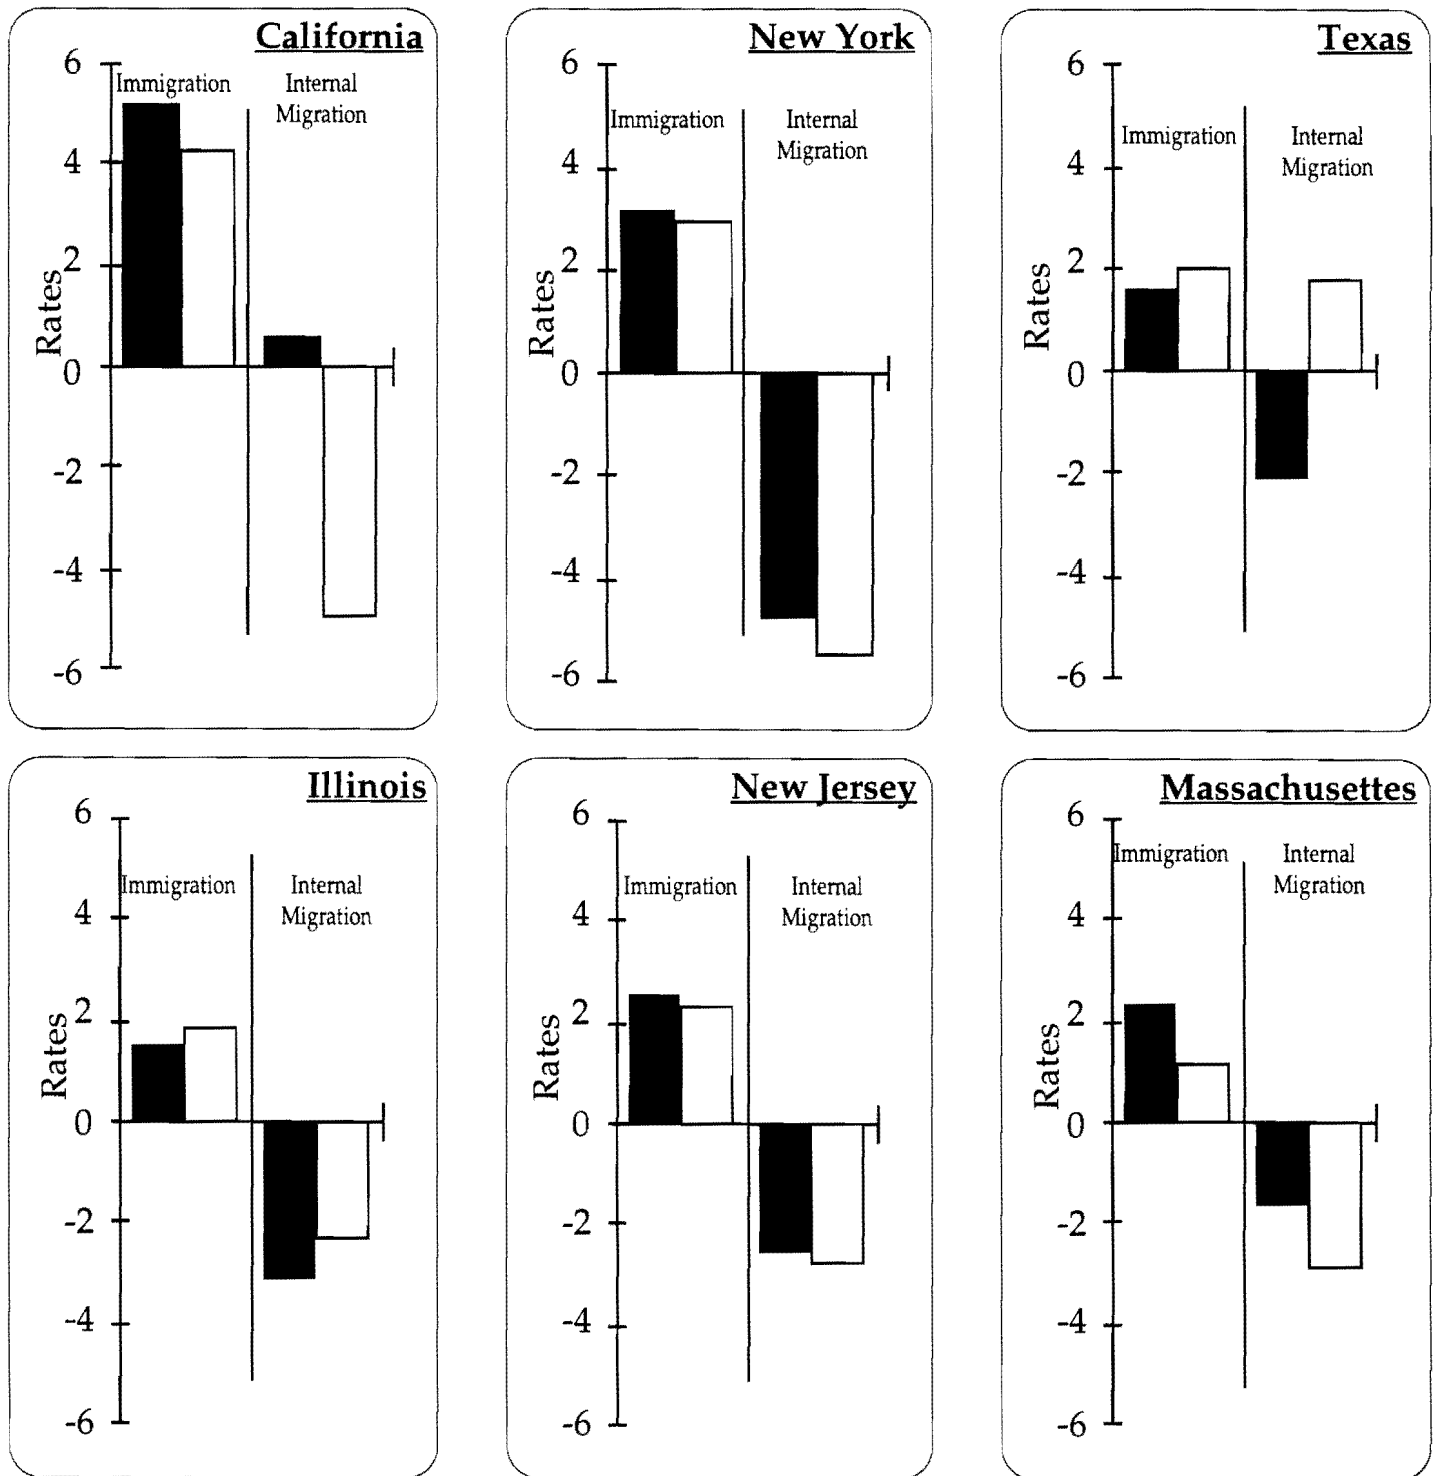 California
6
Immigration
Internal
Migration
4
2
Rates
0
-2
-4
-6
New York
6
Immigration
Internal
Migration
4
2
Rates
0
-2
-4
-6
Texas
6
Immigration
Internal
Migration
4
2
Rates
0
-2
-4
-6
Illinois
6
Immigration
Internal
Migration
4
2
Rates
0
-2
-4
-6
New Jersey
6
Immigration
Internal
Migration
4
2
Rates
0
-2
-4
-6
Massachusettes
6
Immigration
Internal
Migration
4
2
Rates
0
-2
-4
-6